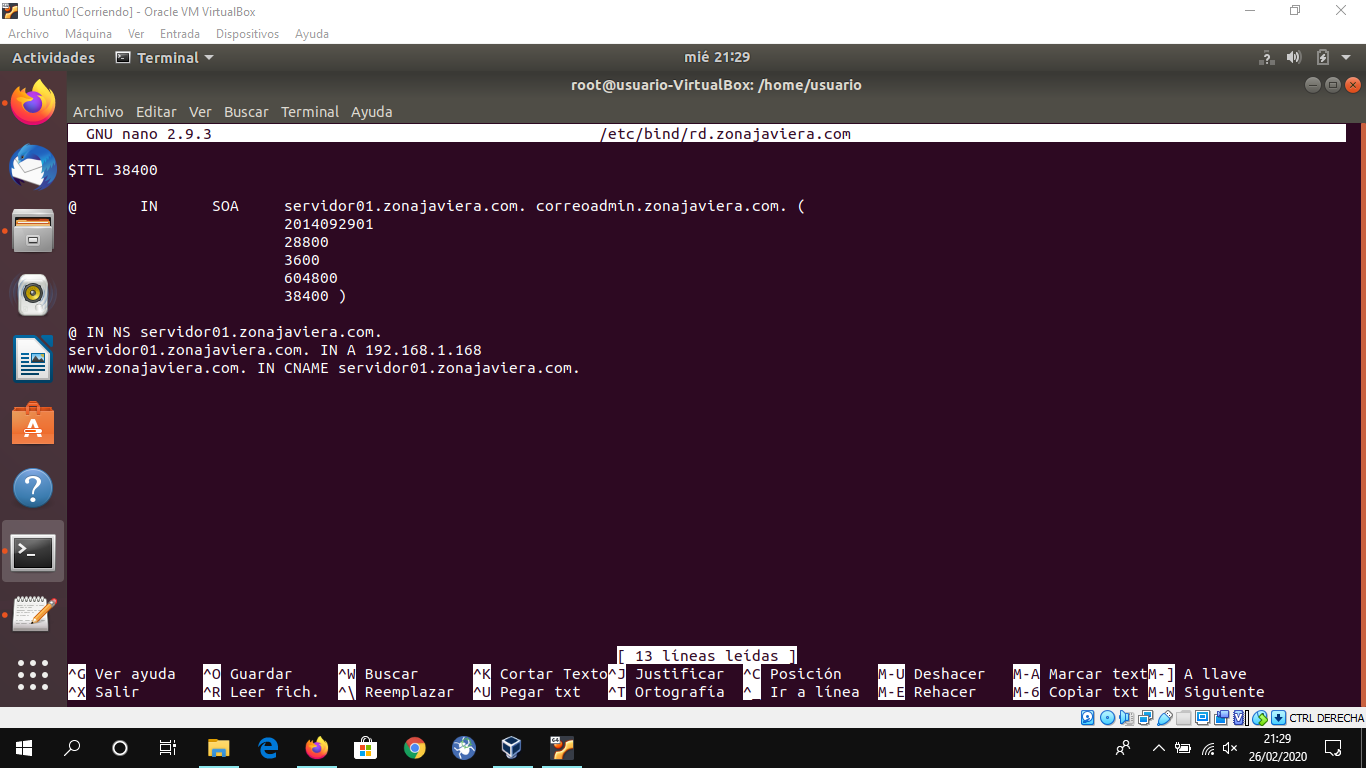 Ubuntu0 [Corriendo] - Oracle VM VirtualBox
Archivo Máquina Ver Entrada Dispositivos Ayuda
Actividades Terminal mié 21:29
root@usuario-VirtualBox: /home/usuario
Archivo Editar Ver Buscar Terminal Ayuda
GNU nano 2.9.3 /etc/bind/rd.zonajaviera.com
$TTL 38400
@ IN SOA servidor01.zonajaviera.com. correoadmin.zonajaviera.com. (
2014092901
28800
3600
604800
38400 )
@ IN NS servidor01.zonajaviera.com.
servidor01.zonajaviera.com. IN A 192.168.1.168
www.zonajaviera.com. IN CNAME servidor01.zonajaviera.com.
[ 13 líneas leídas ]
^G Ver ayuda ^O Guardar ^W Buscar ^K Cortar Texto ^J Justificar ^C Posición M-U Deshacer M-A Marcar text M-] A llave
^X Salir ^R Leer fich. ^\ Reemplazar ^U Pegar txt ^T Ortografía ^_ Ir a línea M-E Rehacer M-6 Copiar txt M-W Siguiente
CTRL DERECHA
21:29
26/02/2020